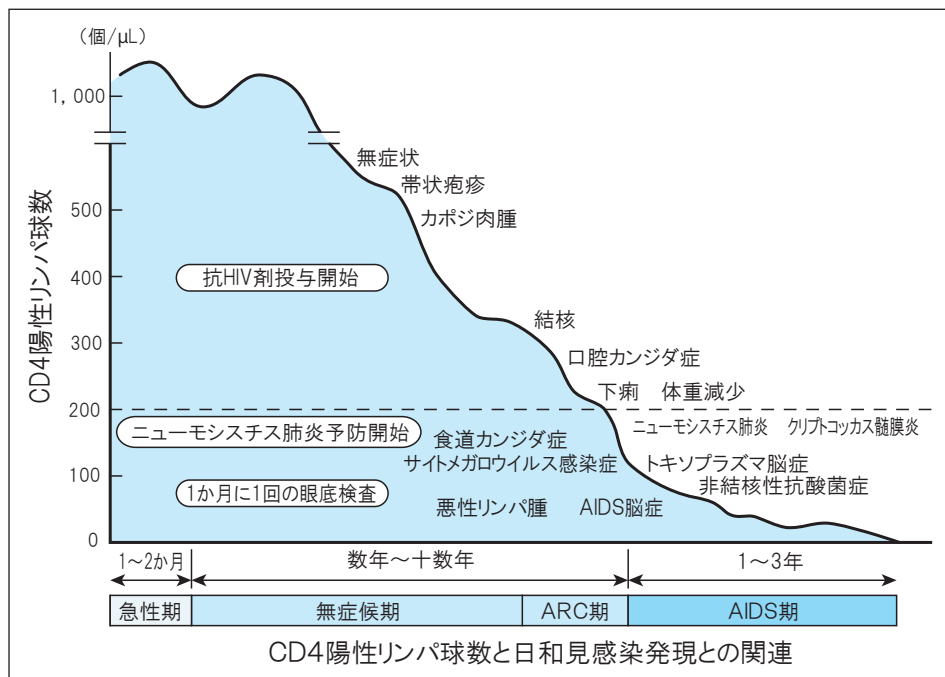 （個/μL）
1，000
500
400
300
200
100
0
CD4陽性リンパ球数
無症状
帯状疱疹
カポジ肉腫
抗HIV剤投与開始
結核
口腔カンジダ症
下痢　体重減少
ニューモシスチス肺炎予防開始
食道カンジダ症
ニューモシスチス肺炎　クリプトコッカス髄膜炎
サイトメガロウイルス感染症
トキソプラズマ脳症
1か月に1回の眼底検査
非結核性抗酸菌症
悪性リンパ腫　AIDS脳症
1～2か月
数年～十数年
1～3年
急性期
無症候期
ARC期
AIDS期
CD4陽性リンパ球数と日和見感染発現との関連